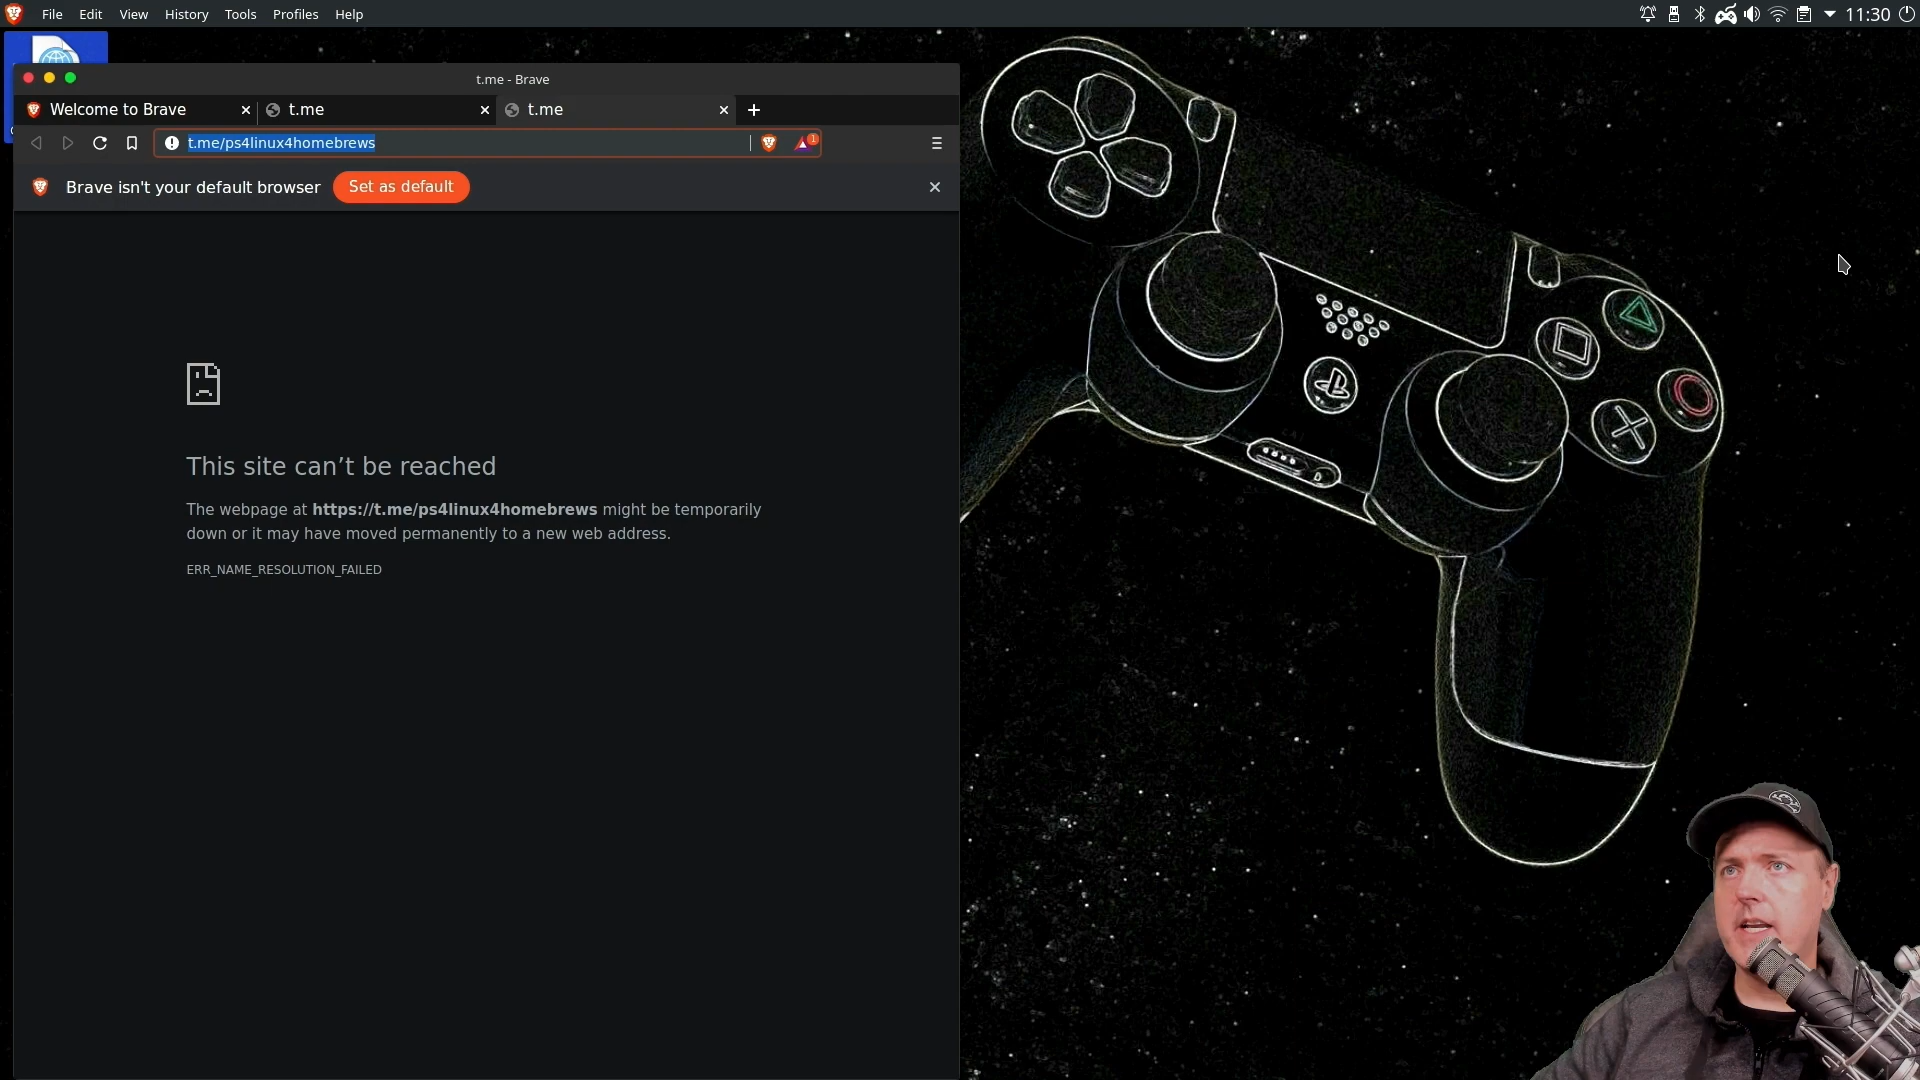 File Edit View History Tools Profiles Help
11:30
t.me - Brave
Welcome to Brave
t.me
t.me
t.me/ps4linux4homebrews
1
Brave isn't your default browser
Set as default
This site can’t be reached
The webpage at https://t.me/ps4linux4homebrews might be temporarily
down or it may have moved permanently to a new web address.
ERR_NAME_RESOLUTION_FAILED